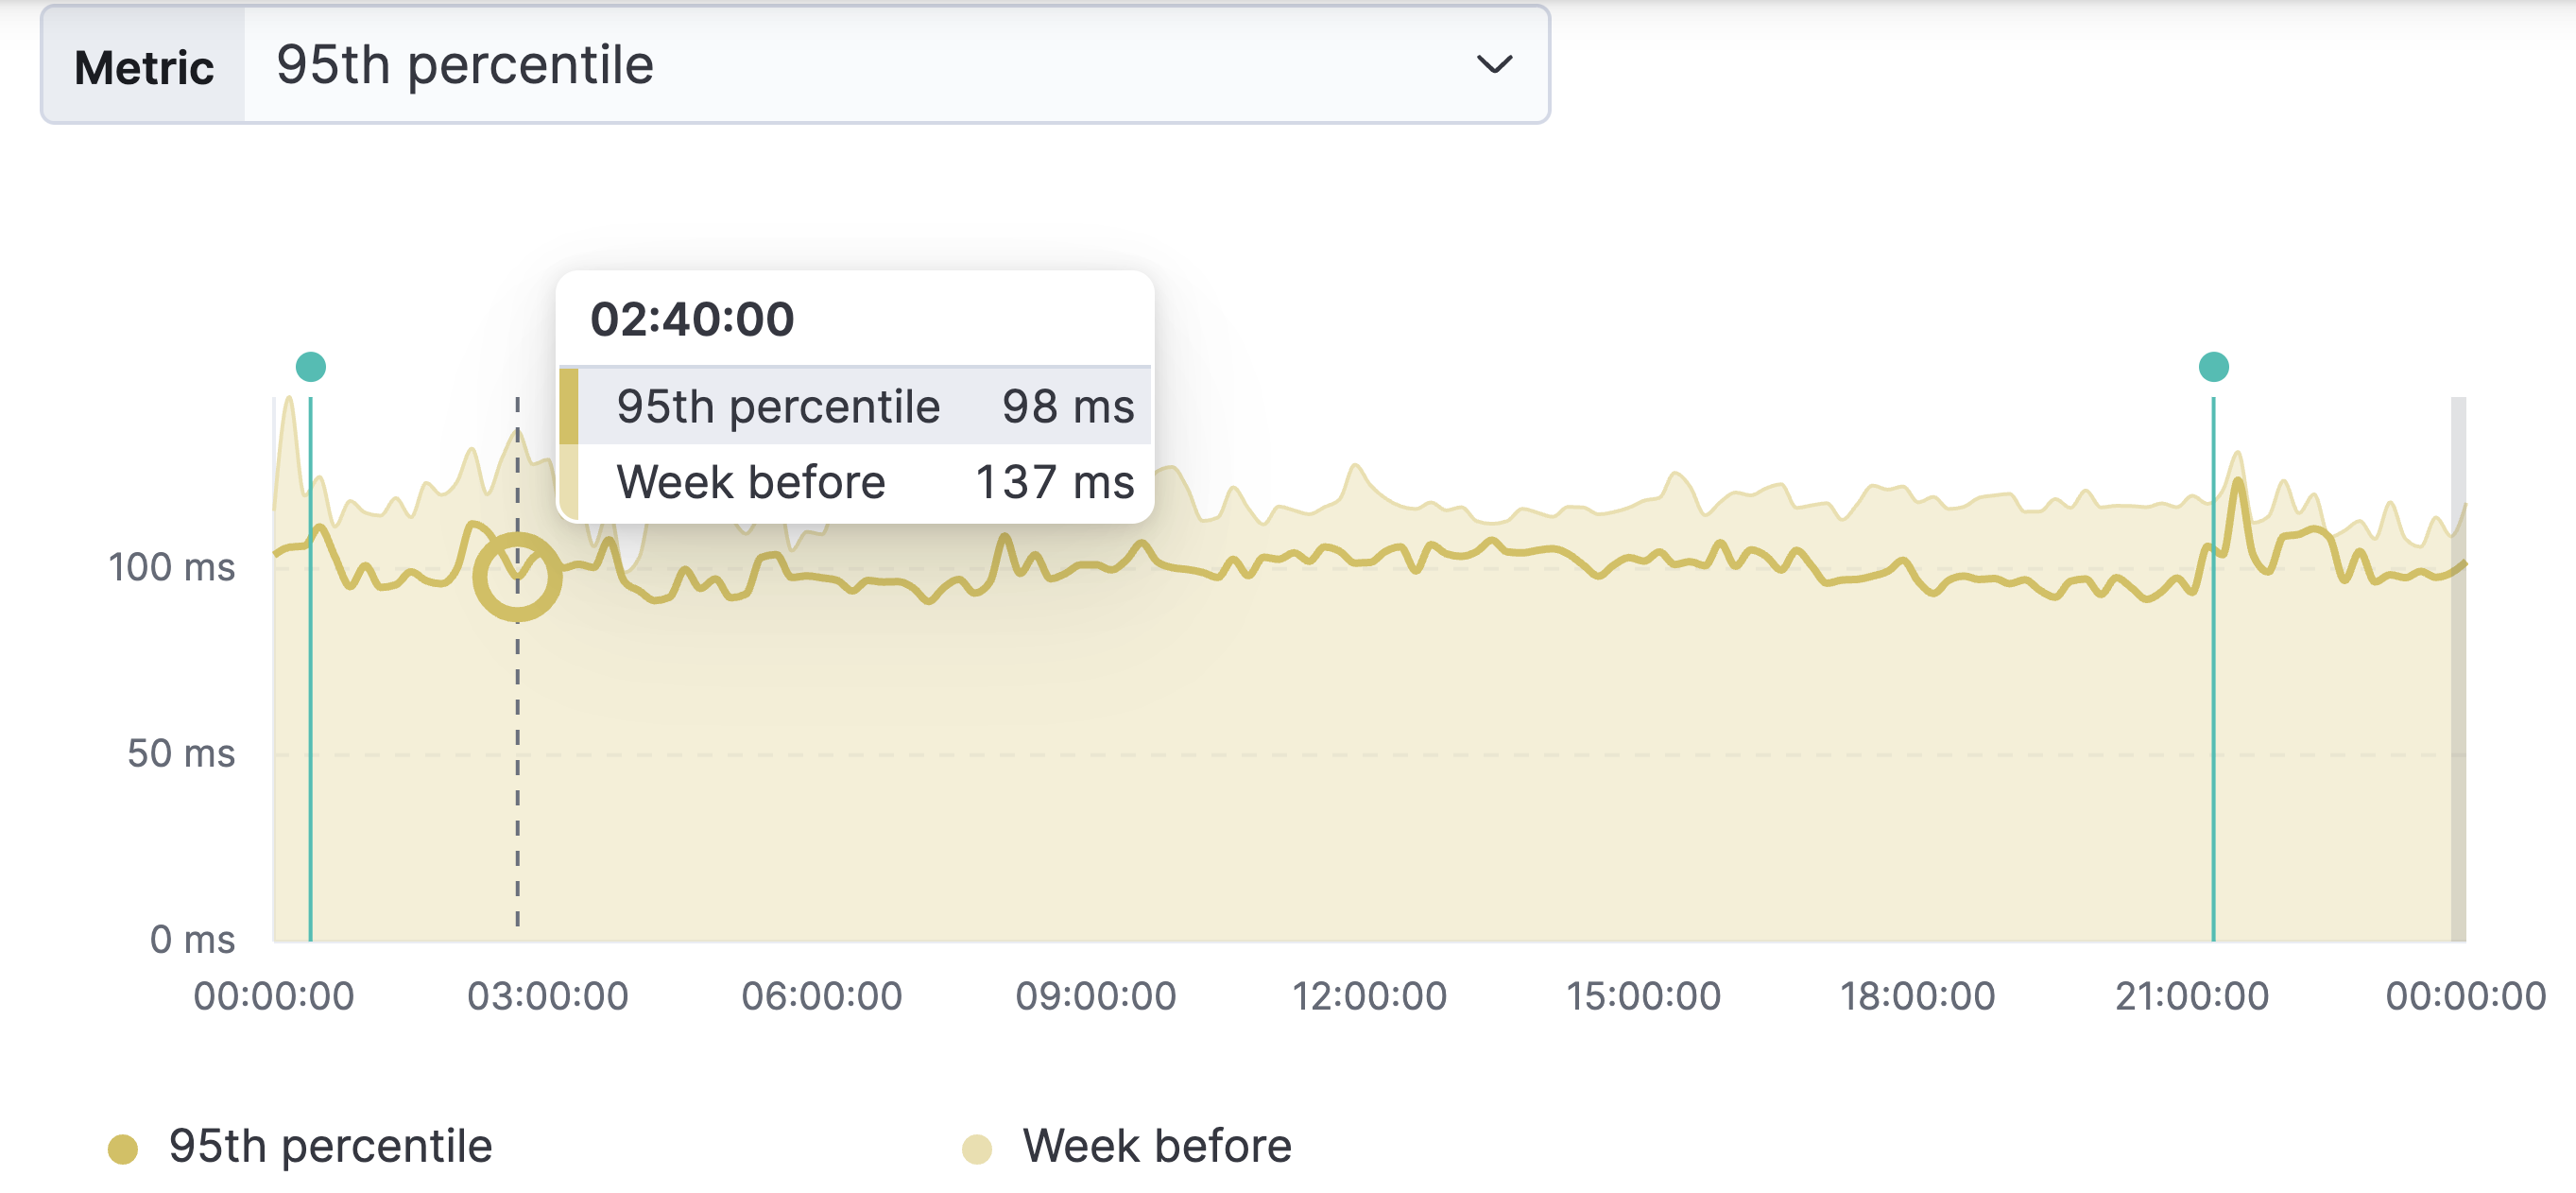 Metric 95th percentile
02:40:00
95th percentile 98 ms
Week before 137 ms
100 ms
50 ms
0 ms
00:00:00 03:00:00 06:00:00 09:00:00 12:00:00 15:00:00 18:00:00 21:00:00 00:00:00
95th percentile Week before